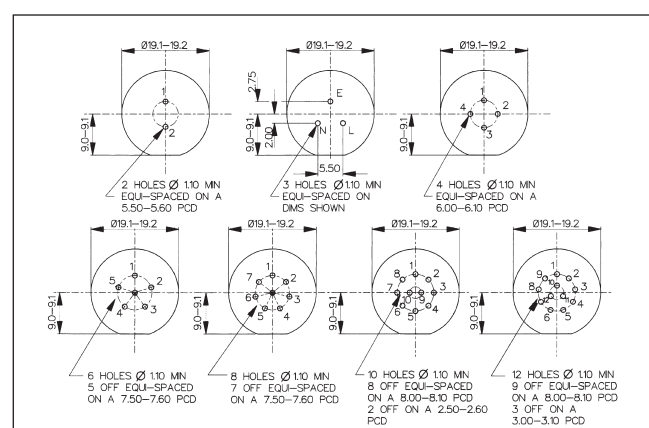 Ø19.1–19.2
Ø19.1–19.2
Ø19.1–19.2
9.0–9.1
1
2
2.75
9.0–9.1
2.00
E
N
L
5.50
9.0–9.1
1
4
2
3
2 HOLES Ø 1.10 MIN
EQUI-SPACED ON A
5.50-5.60 PCD
3 HOLES Ø 1.10 MIN
EQUI-SPACED ON
DIMS SHOWN
4 HOLES Ø 1.10 MIN
EQUI-SPACED ON A
6.00-6.10 PCD
Ø19.1–19.2
Ø19.1–19.2
Ø19.1–19.2
Ø19.1–19.2
9.0–9.1
1
5
2
4
3
9.0–9.1
1
7
2
6
3
5
4
9.0–9.1
1
8
2
7
10
9
3
6
4
5
9.0–9.1
1
9
2
8
3
4
6
5
6 HOLES Ø 1.10 MIN
5 OFF EQUI-SPACED
ON A 7.50-7.60 PCD
8 HOLES Ø 1.10 MIN
7 OFF EQUI-SPACED
ON A 7.50-7.60 PCD
10 HOLES Ø 1.10 MIN
8 OFF EQUI-SPACED
ON A 8.00-8.10 PCD
2 OFF ON A 2.50-2.60
PCD
12 HOLES Ø 1.10 MIN
9 OFF EQUI-SPACED
ON A 8.00-8.10 PCD
3 OFF ON A
3.00-3.10 PCD